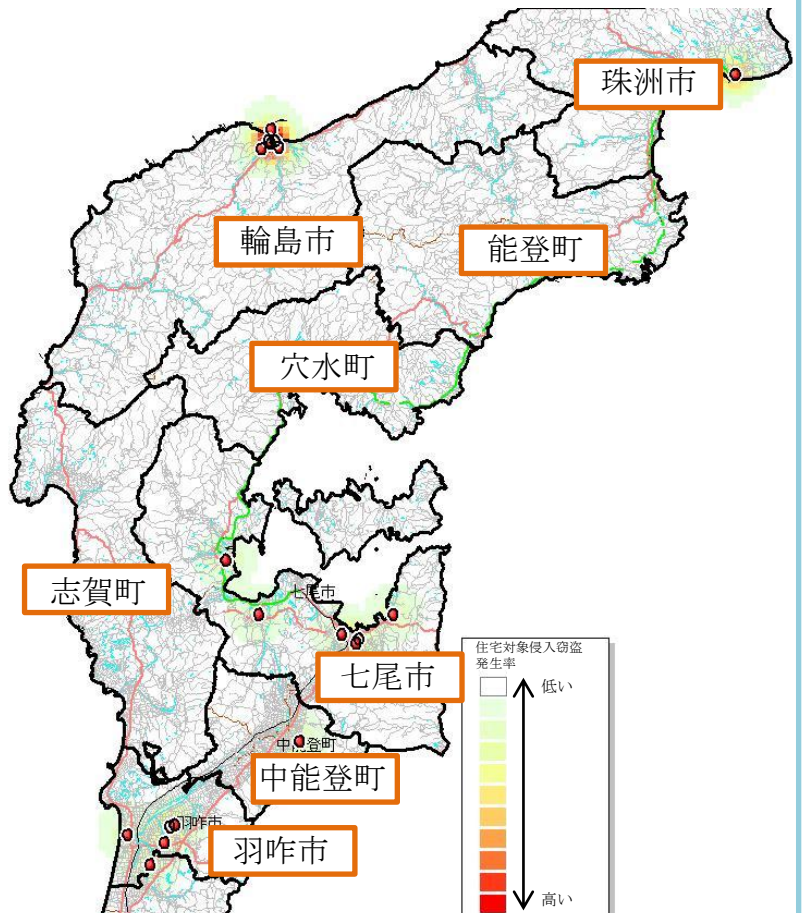 珠洲市
輪島市
能登町
穴水町
志賀町
七尾市
七尾市
住宅対象侵入窃盗
発生率
低い
中能登町
中能登町
羽咋市
羽咋市
高い